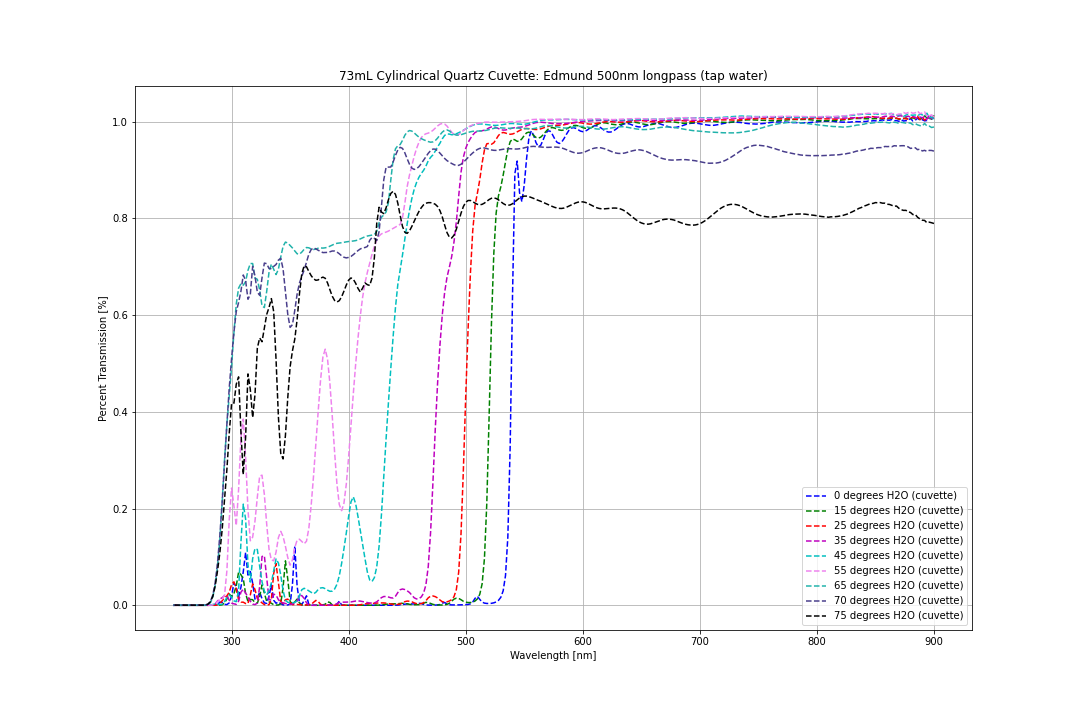 73mL Cylindrical Quartz Cuvette: Edmund 500nm longpass (tap water)
Percent Transmission [%]
1.0
0.8
0.6
0.4
0.2
0.0
300 400 500 600 700 800 900
Wavelength [nm]
0 degrees H2O (cuvette)
15 degrees H2O (cuvette)
25 degrees H2O (cuvette)
35 degrees H2O (cuvette)
45 degrees H2O (cuvette)
55 degrees H2O (cuvette)
65 degrees H2O (cuvette)
70 degrees H2O (cuvette)
75 degrees H2O (cuvette)